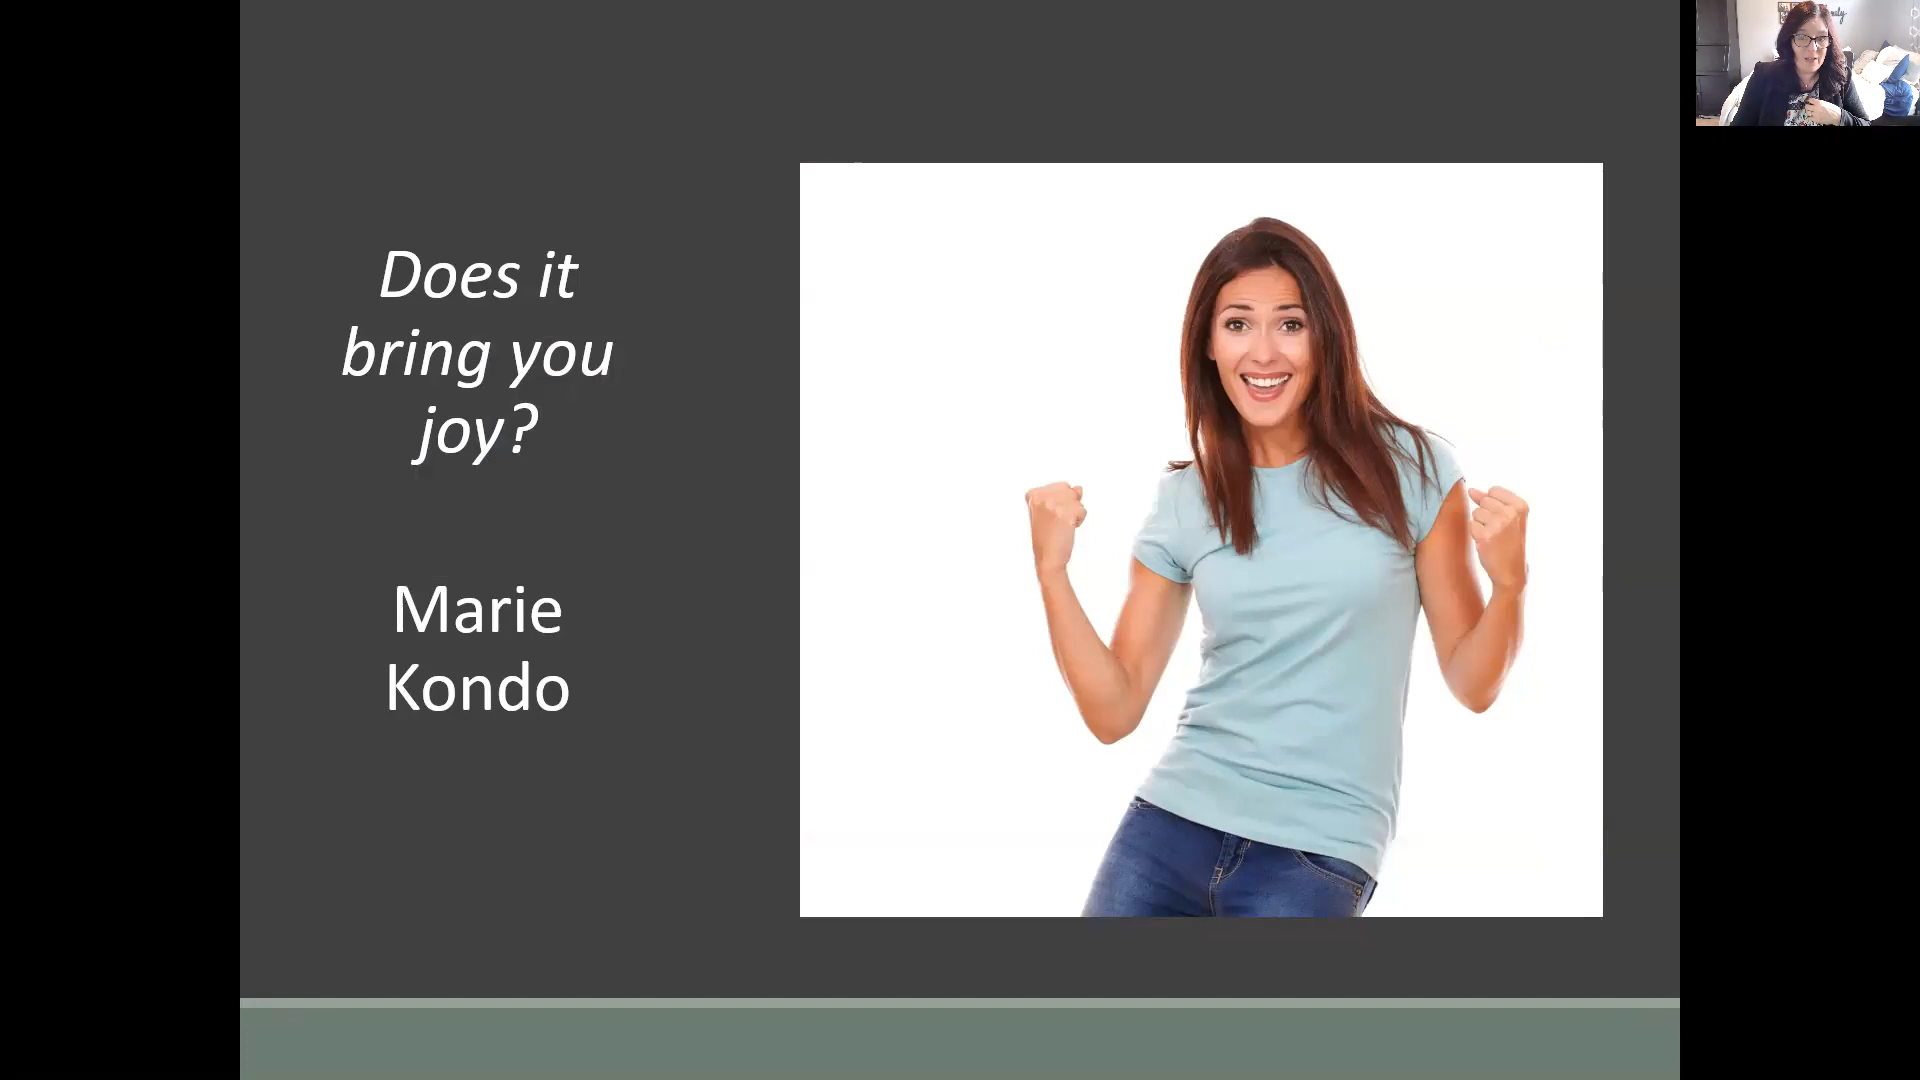 Does it
bring you
joy?
Marie
Kondo